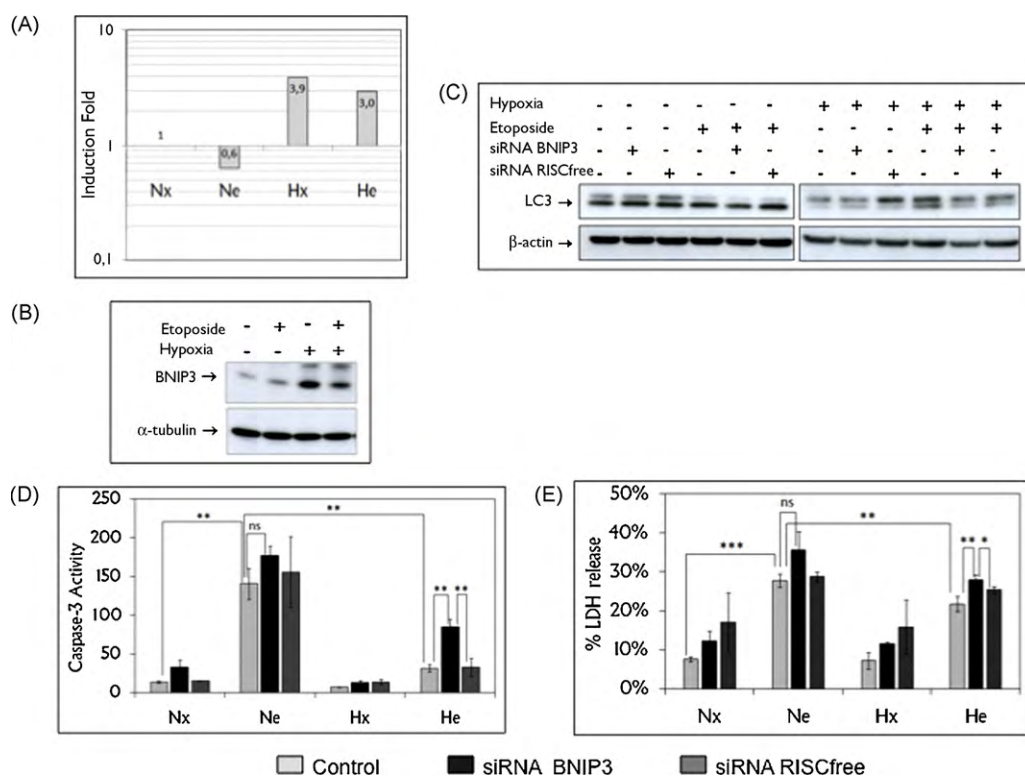 (A)
10
1
0,1
Induction Fold
1
0,6
3,9
3,0
Nx Ne Hx He
(B)
Etoposide - + - +
Hypoxia - - + +
BNIP3 →
α-tubulin →
(C)
Hypoxia - - - - - - + + + + + +
Etoposide - - - + + + - - - + + +
siRNA BNIP3 - + - - + - - + - - + -
siRNA RISCfree - - + - - + - - + - - +
LC3 →
β-actin →
(D)
250
200
150
100
50
0
Caspase-3 Activity
** ns ** ** **
Nx Ne Hx He
(E)
50%
40%
30%
20%
10%
0%
% LDH release
*** ns ** ** *
Nx Ne Hx He
Control siRNA BNIP3 siRNA RISCfree